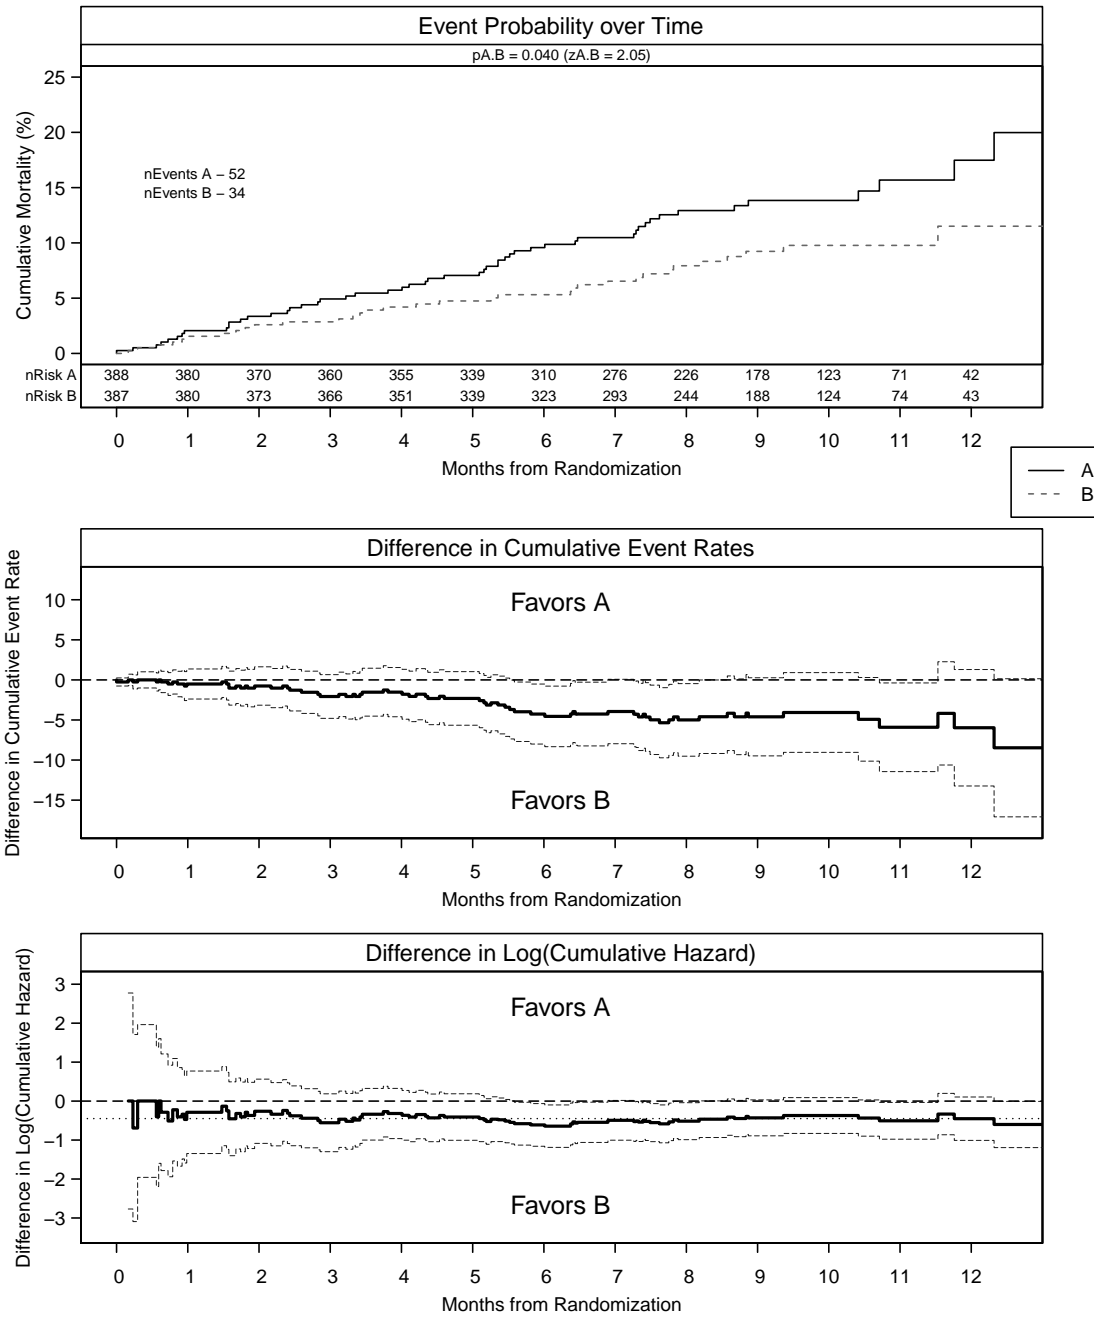 Event Probability over Time
pA.B = 0.040 (zA.B = 2.05)
Cumulative Mortality (%)
25
20
15
10
5
0
nEvents A – 52
nEvents B – 34
nRisk A 388 380 370 360 355 339 310 276 226 178 123 71 42
nRisk B 387 380 373 366 351 339 323 293 244 188 124 74 43
0 1 2 3 4 5 6 7 8 9 10 11 12
Months from Randomization
A
B
Difference in Cumulative Event Rates
Difference in Cumulative Event Rate
10
5
0
−5
−10
−15
Favors A
Favors B
0 1 2 3 4 5 6 7 8 9 10 11 12
Months from Randomization
Difference in Log(Cumulative Hazard)
Difference in Log(Cumulative Hazard)
3
2
1
0
−1
−2
−3
Favors A
Favors B
0 1 2 3 4 5 6 7 8 9 10 11 12
Months from Randomization